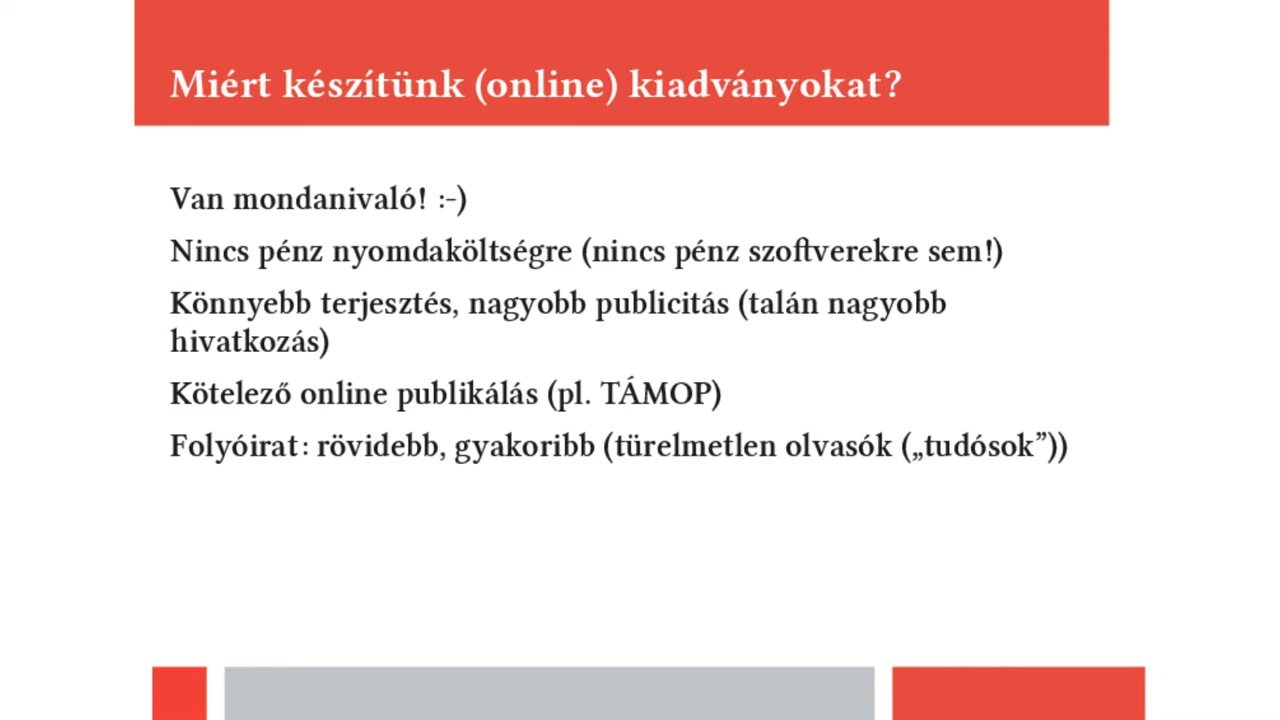 Miért készítünk (online) kiadványokat?
Van mondanivaló! :-)
Nincs pénz nyomdaköltségre (nincs pénz szoftverekre sem!)
Könnyebb terjesztés, nagyobb publicitás (talán nagyobb
hivatkozás)
Kötelező online publikálás (pl. TÁMOP)
Folyóirat: rövidebb, gyakoribb (türelmetlen olvasók („tudósok”))